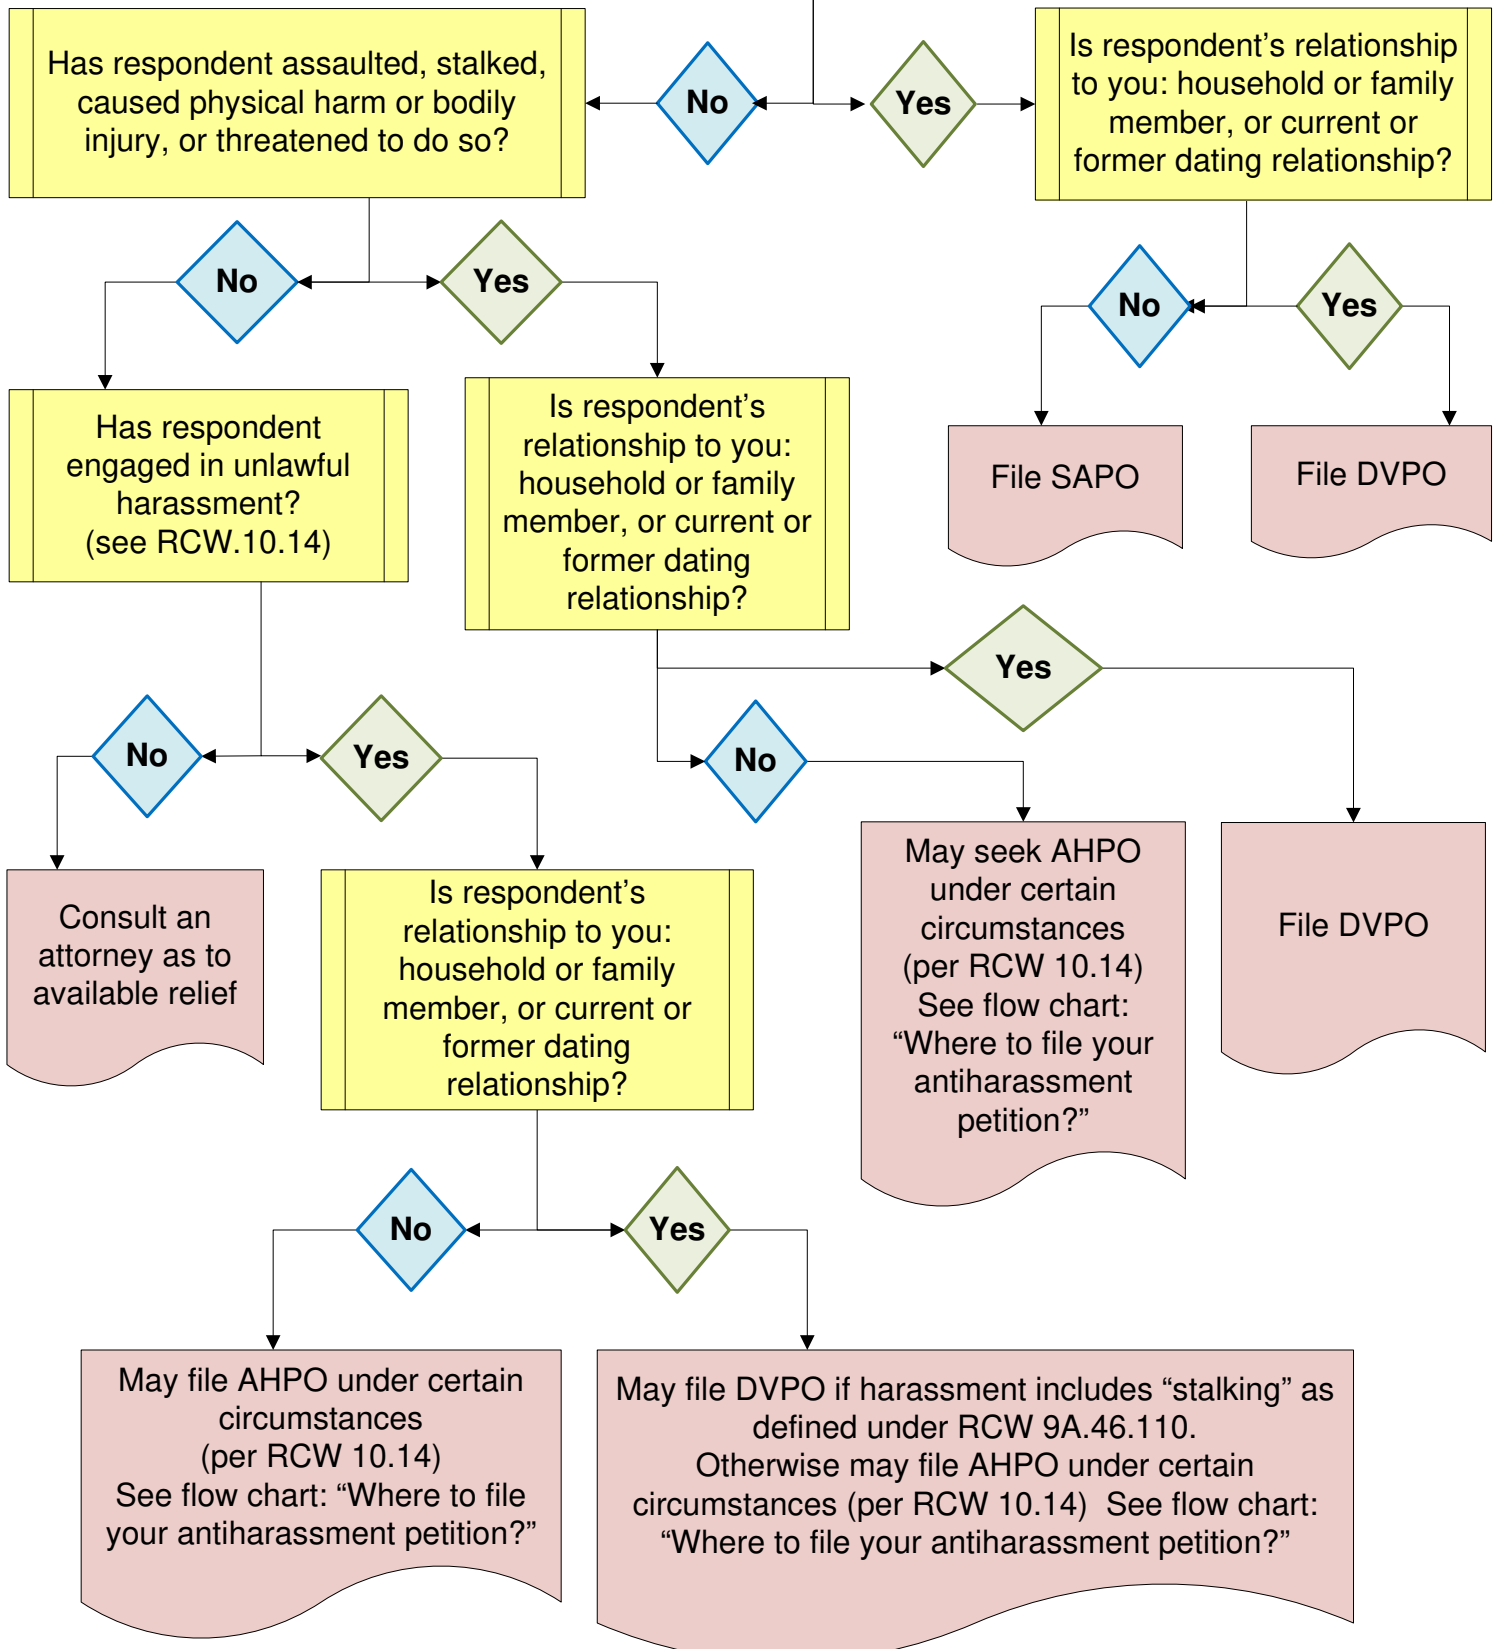 Has respondent assaulted, stalked,
caused physical harm or bodily
injury, or threatened to do so?
No
Yes
Is respondent’s relationship
to you: household or family
member, or current or
former dating relationship?
No
Yes
No
Yes
Has respondent
engaged in unlawful
harassment?
(see RCW.10.14)
Is respondent’s
relationship to you:
household or family
member, or current or
former dating
relationship?
File SAPO
File DVPO
Yes
No
No
Yes
Consult an
attorney as to
available relief
Is respondent’s
relationship to you:
household or family
member, or current or
former dating
relationship?
May seek AHPO
under certain
circumstances
(per RCW 10.14)
See flow chart:
“Where to file your
antiharassment
petition?”
File DVPO
No
Yes
May file AHPO under certain
circumstances
(per RCW 10.14)
See flow chart: “Where to file
your antiharassment petition?”
May file DVPO if harassment includes “stalking” as
defined under RCW 9A.46.110.
Otherwise may file AHPO under certain
circumstances (per RCW 10.14)  See flow chart:
“Where to file your antiharassment petition?”